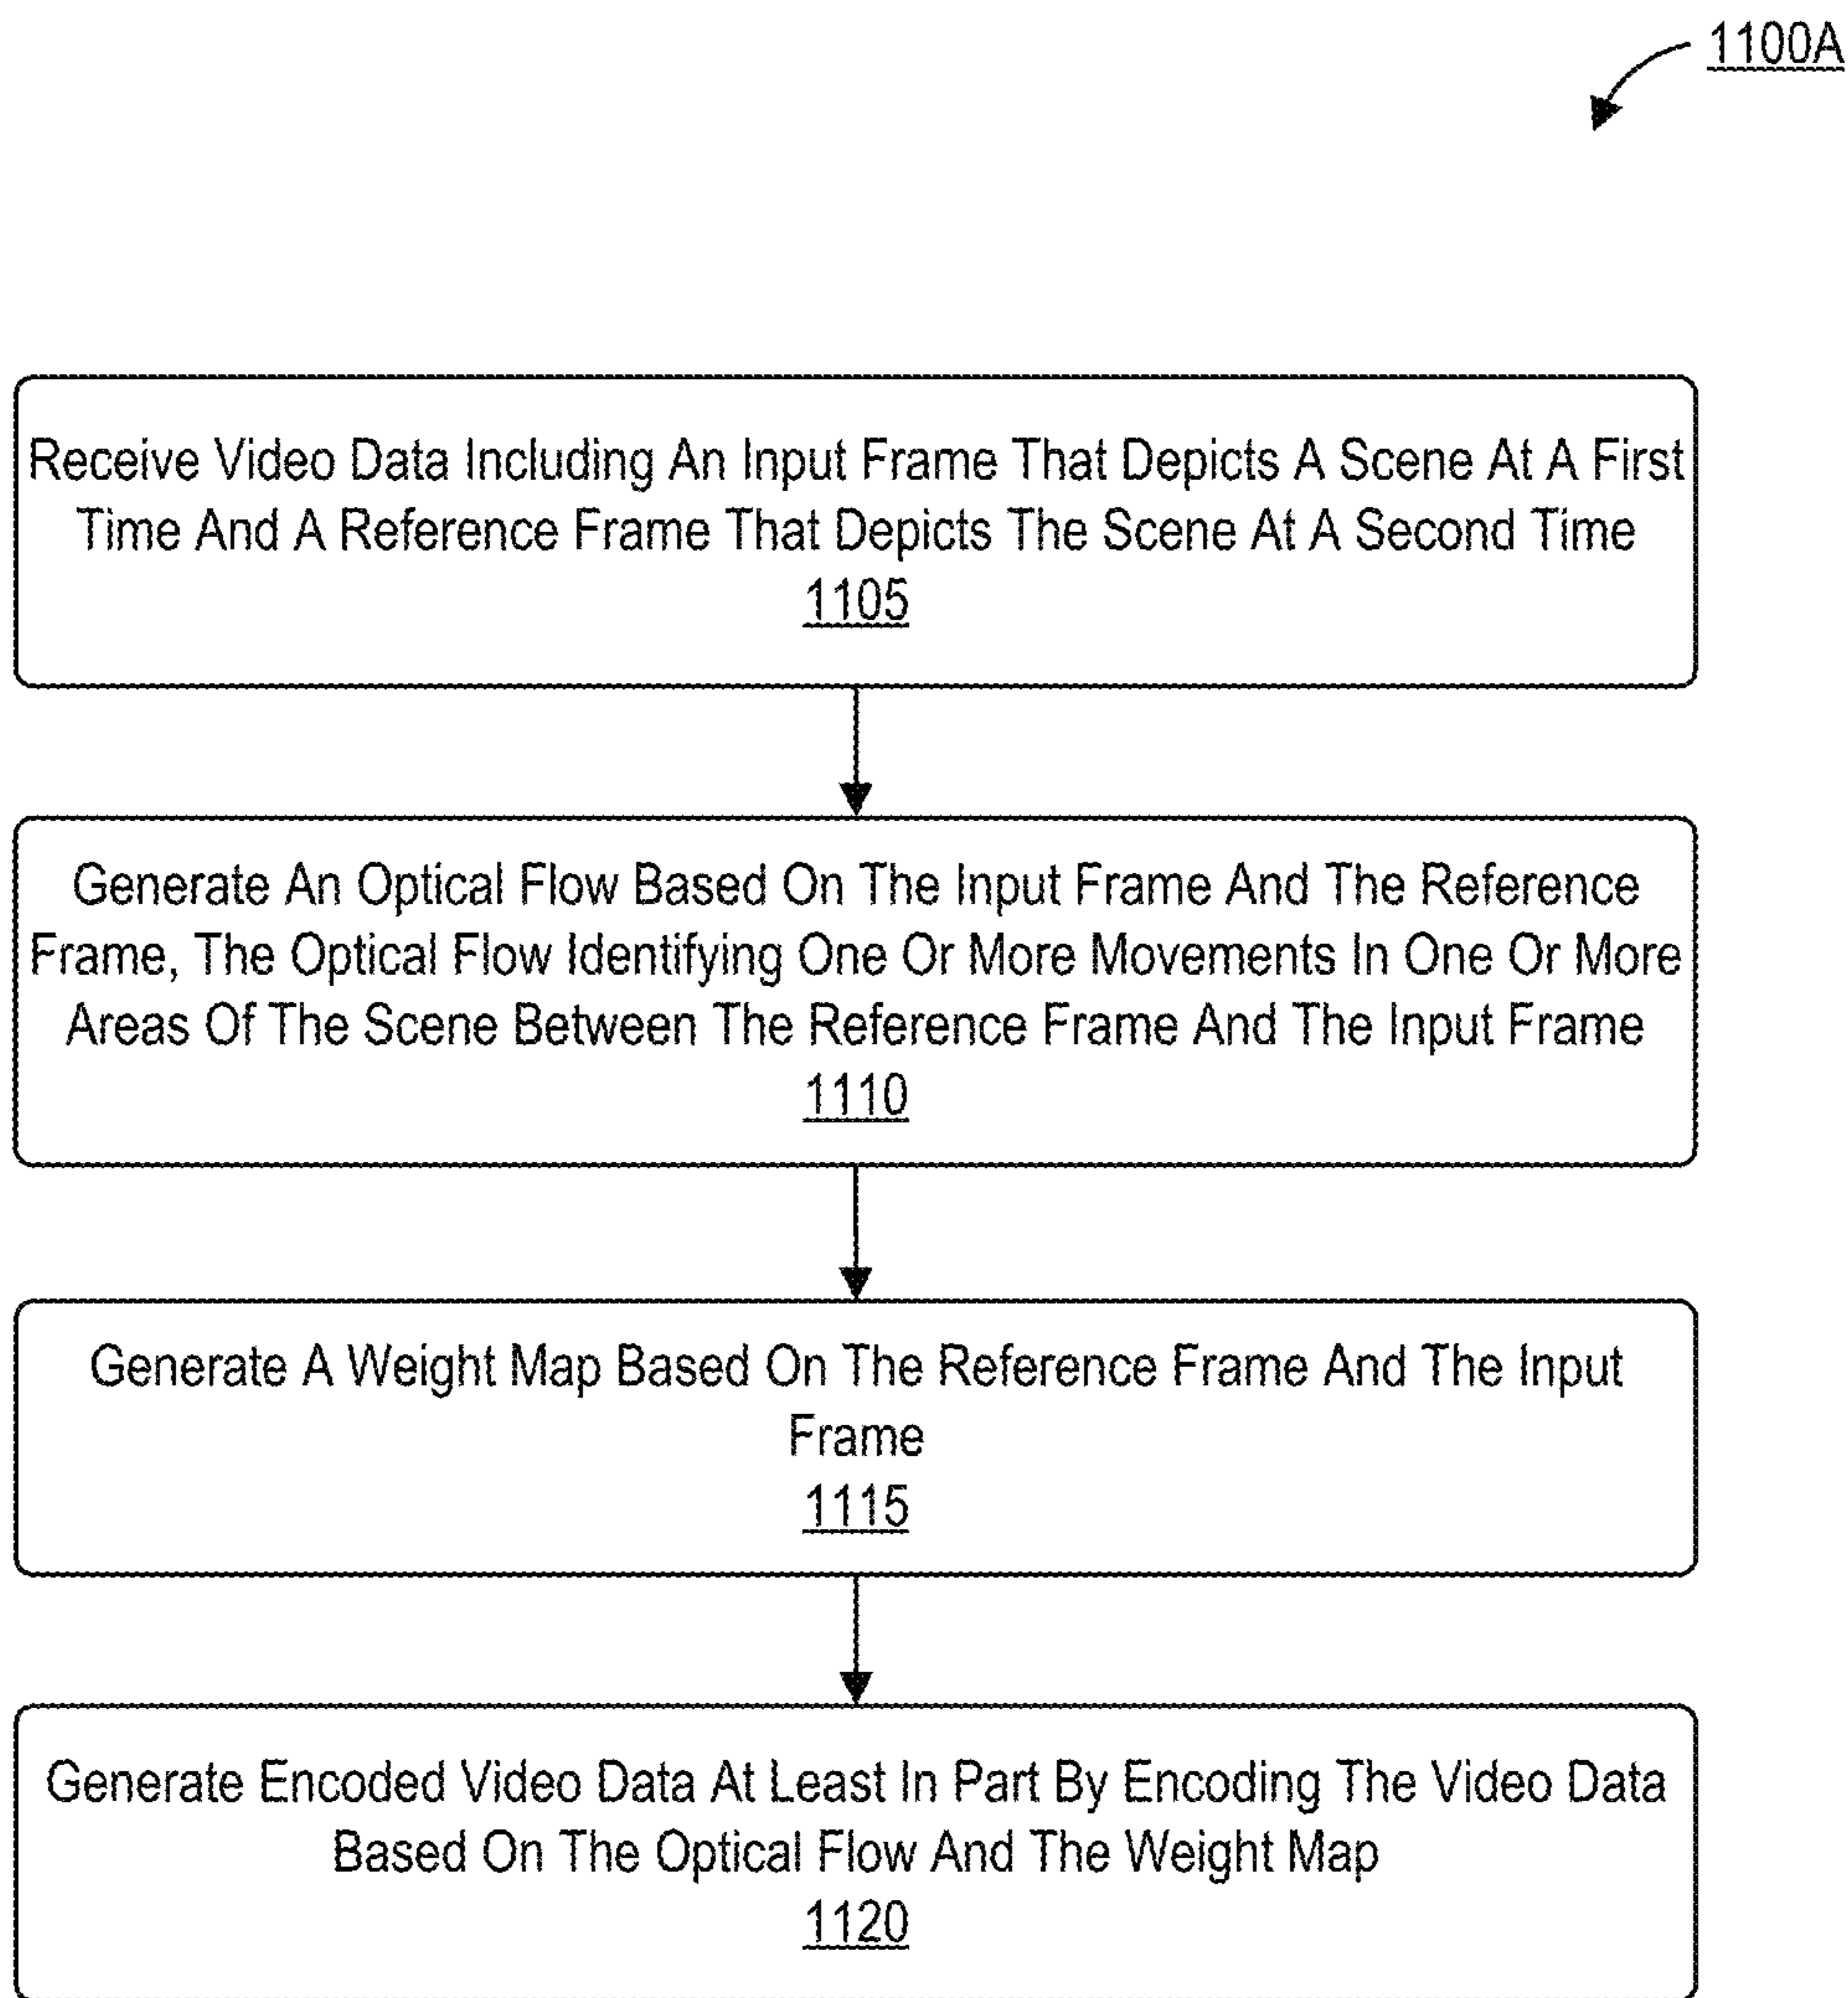 1100A
Receive Video Data Including An Input Frame That Depicts A Scene At A First
Time And A Reference Frame That Depicts The Scene At A Second Time
1105
Generate An Optical Flow Based On The Input Frame And The Reference
Frame, The Optical Flow Identifying One Or More Movements In One Or More
Areas Of The Scene Between The Reference Frame And The Input Frame
1110
Generate A Weight Map Based On The Reference Frame And The Input
Frame
1115
Generate Encoded Video Data At Least In Part By Encoding The Video Data
Based On The Optical Flow And The Weight Map
1120